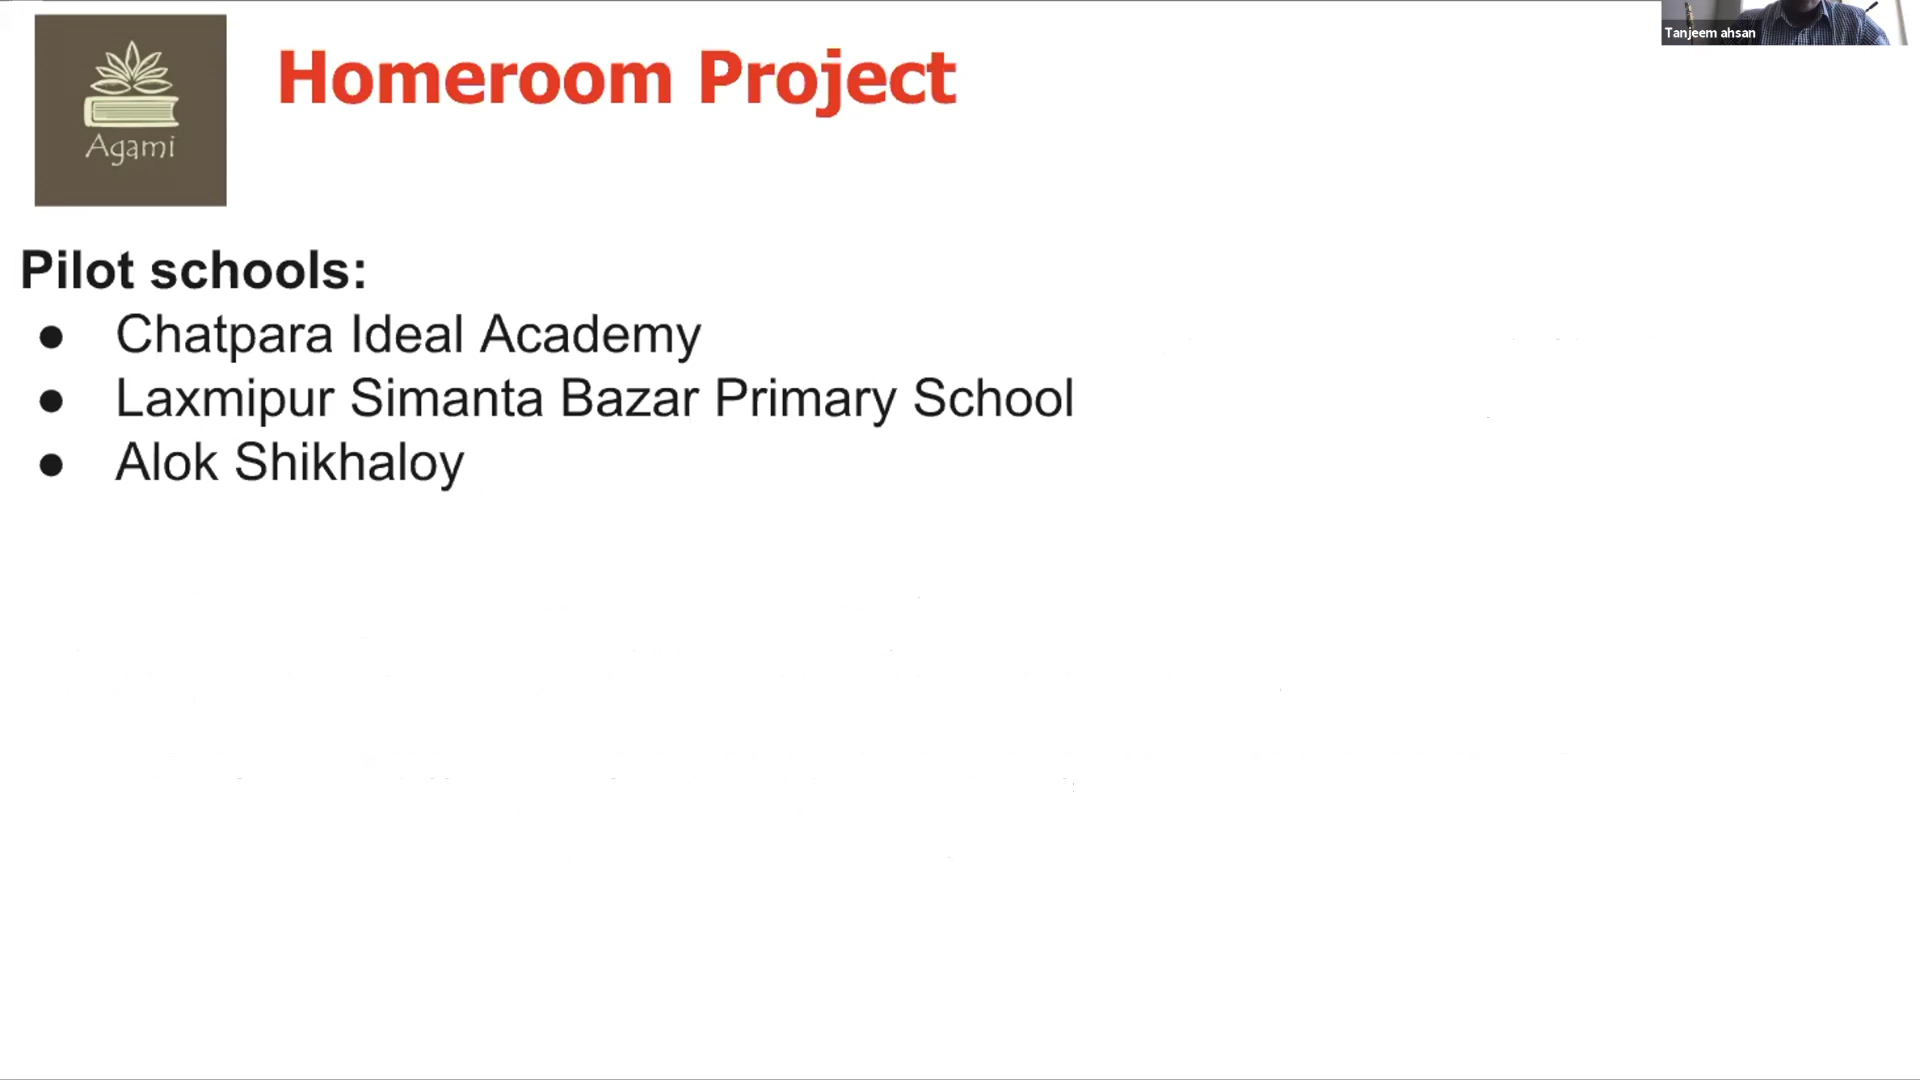 Tanjeem ahsan
Agami
Homeroom Project
Pilot schools:
● Chatpara Ideal Academy
● Laxmipur Simanta Bazar Primary School
● Alok Shikhaloy